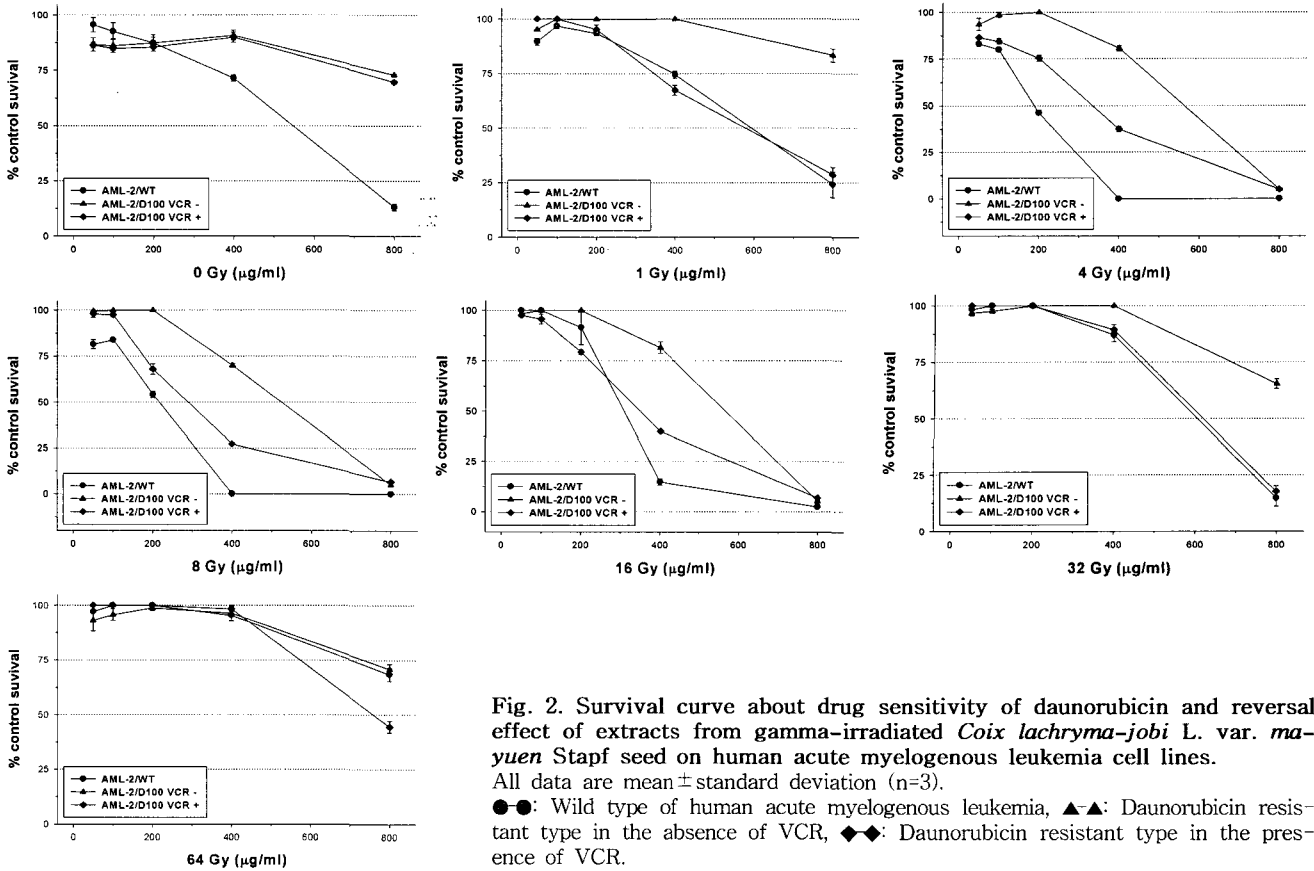 % control suvival
100
75
50
25
0
AML-2/WT
AML-2/D100 VCR -
AML-2/D100 VCR +
0 200 400 600 800
0 Gy (µg/ml)
% control suvival
100
75
50
25
0
AML-2/WT
AML-2/D100 VCR -
AML-2/D100 VCR +
0 200 400 600 800
1 Gy (µg/ml)
% control suvival
100
75
50
25
0
AML-2/WT
AML-2/D100 VCR -
AML-2/D100 VCR +
0 200 400 600 800
4 Gy (µg/ml)
% control suvival
100
75
50
25
0
AML-2/WT
AML-2/D100 VCR -
AML-2/D100 VCR +
0 200 400 600 800
8 Gy (µg/ml)
% control suvival
100
75
50
25
0
AML-2/WT
AML-2/D100 VCR -
AML-2/D100 VCR +
0 200 400 600 800
16 Gy (µg/ml)
% control suvival
100
75
50
25
0
AML-2/WT
AML-2/D100 VCR -
AML-2/D100 VCR +
0 200 400 600 800
32 Gy (µg/ml)
% control suvival
100
75
50
25
0
AML-2/WT
AML-2/D100 VCR -
AML-2/D100 VCR +
0 200 400 600 800
64 Gy (µg/ml)
Fig. 2. Survival curve about drug sensitivity of daunorubicin and reversal
effect of extracts from gamma-irradiated Coix lachryma-jobi L. var. ma-
yuen Stapf seed on human acute myelogenous leukemia cell lines.
All data are mean±standard deviation (n=3).
●-●: Wild type of human acute myelogenous leukemia, ▲-▲: Daunorubicin resis-
tant type in the absence of VCR, ◆-◆: Daunorubicin resistant type in the pres-
ence of VCR.